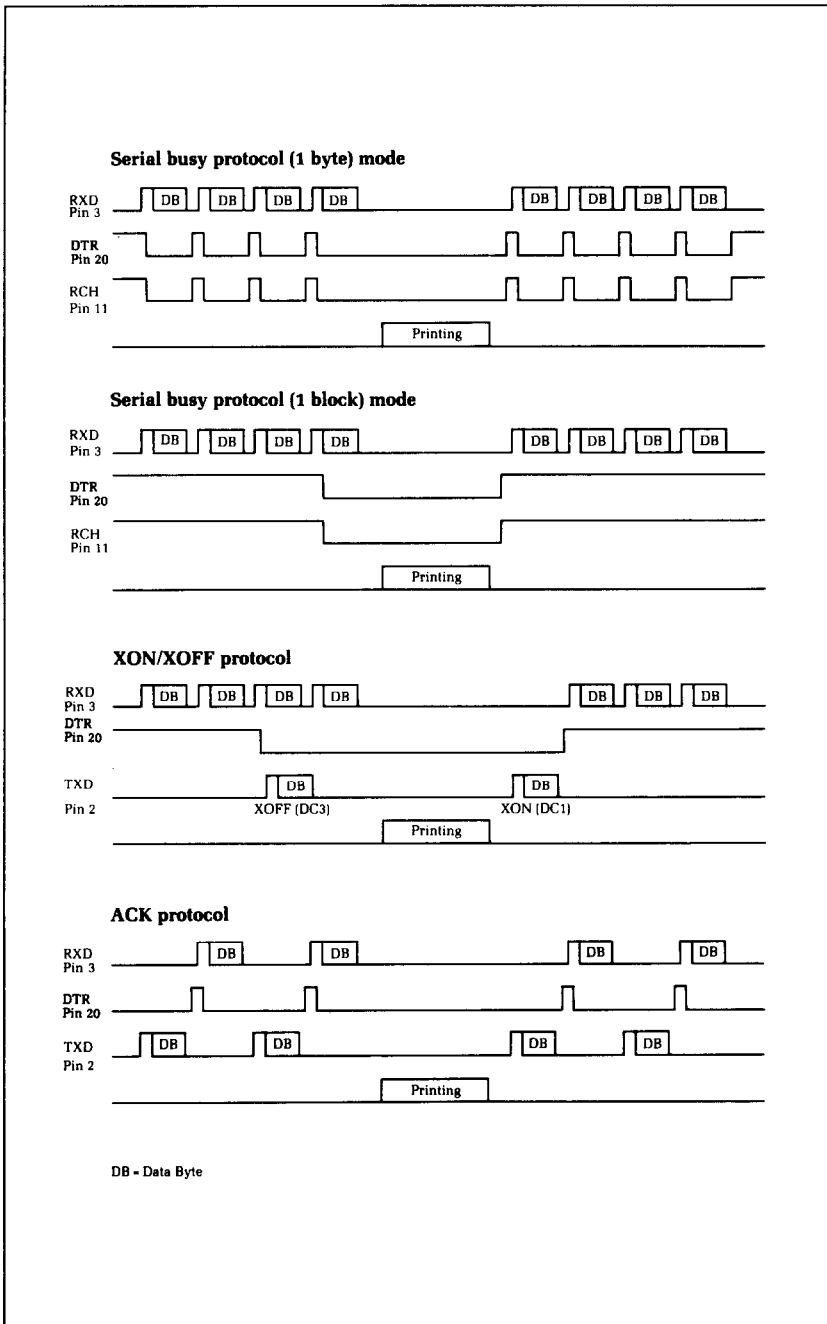 Serial busy protocol (1 byte) mode
RXD DB DB DB DB DB DB DB DB
Pin 3
DTR
Pin 20
RCH
Pin 11
Printing
Serial busy protocol (1 block) mode
RXD DB DB DB DB DB DB DB DB
Pin 3
DTR
Pin 20
RCH
Pin 11
Printing
XON/XOFF protocol
RXD DB DB DB DB DB DB DB
Pin 3
DTR
Pin 20
TXD DB DB
Pin 2 XOFF (DC3) XON (DC1)
Printing
ACK protocol
RXD DB DB DB DB
Pin 3
DTR
Pin 20
TXD DB DB DB DB
Pin 2
Printing
DB = Data Byte